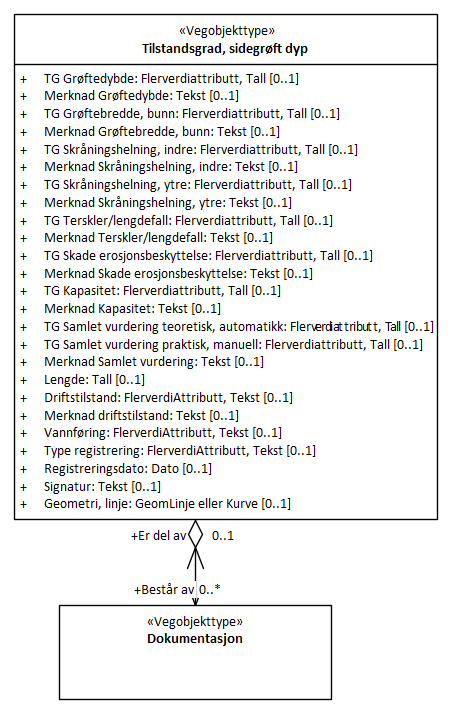 «Vegobjekttype»
Tilstandsgrad, sidegrøft dyp
+ TG Grøftedybde: Flerverdiattributt, Tall [0..1]
+ Merknad Grøftedybde: Tekst [0..1]
+ TG Grøftebredde, bunn: Flerverdiattributt, Tall [0..1]
+ Merknad Grøftebredde, bunn: Tekst [0..1]
+ TG Skråningshelning, indre: Flerverdiattributt, Tall [0..1]
+ Merknad Skråningshelning, indre: Tekst [0..1]
+ TG Skråningshelning, ytre: Flerverdiattributt, Tall [0..1]
+ Merknad Skråningshelning, ytre: Tekst [0..1]
+ TG Terskler/lengdefall: Flerverdiattributt, Tall [0..1]
+ Merknad Terskler/lengdefall: Tekst [0..1]
+ TG Skade erosjonsbeskyttelse: Flerverdiattributt, Tall [0..1]
+ Merknad Skade erosjonsbeskyttelse: Tekst [0..1]
+ TG Kapasitet: Flerverdiattributt, Tall [0..1]
+ Merknad Kapasitet: Tekst [0..1]
+ TG Samlet vurdering teoretisk, automatikk: Flerverdiattributt, Tall [0..1]
+ TG Samlet vurdering praktisk, manuell: Flerverdiattributt, Tall [0..1]
+ Merknad Samlet vurdering: Tekst [0..1]
+ Lengde: Tall [0..1]
+ Driftstilstand: FlerverdiAttributt, Tekst [0..1]
+ Merknad driftstilstand: Tekst [0..1]
+ Vannføring: FlerverdiAttributt, Tekst [0..1]
+ Type registrering: FlerverdiAttributt, Tekst [0..1]
+ Registreringsdato: Dato [0..1]
+ Signatur: Tekst [0..1]
+ Geometri, linje: GeomLinje eller Kurve [0..1]
+Er del av 0..1
+Består av 0..*
«Vegobjekttype»
Dokumentasjon